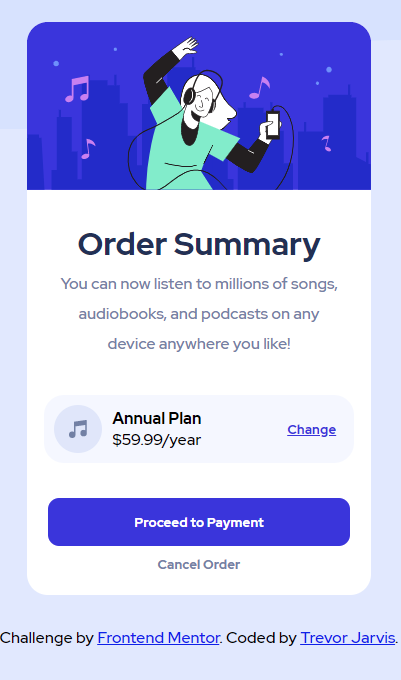 Order Summary
You can now listen to millions of songs,
audiobooks, and podcasts on any
device anywhere you like!
Annual Plan
$59.99/year
Change
Proceed to Payment
Cancel Order
Challenge by Frontend Mentor. Coded by Trevor Jarvis.